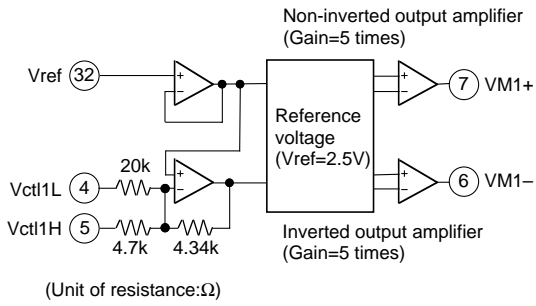 Non-inverted output amplifier
(Gain=5 times)
Vref 32
+
−
+
−
7 VM1+
Reference
voltage
(Vref=2.5V)
20k
Vctl1L 4
+
−
+
−
6 VM1−
Vctl1H 5
4.7k 4.34k
Inverted output amplifier
(Gain=5 times)
(Unit of resistance:Ω)